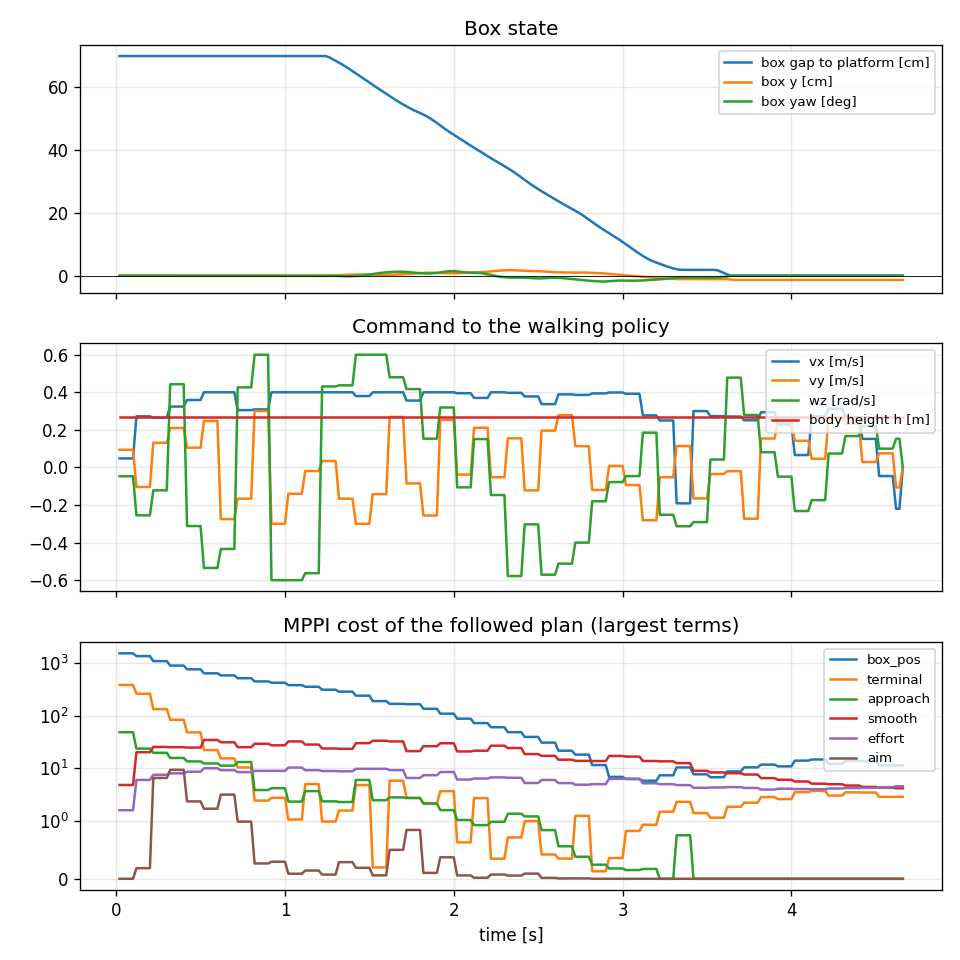 Box state
60
40
20
0
box gap to platform [cm]
box y [cm]
box yaw [deg]
Command to the walking policy
0.6
0.4
0.2
0.0
−0.2
−0.4
−0.6
vx [m/s]
vy [m/s]
wz [rad/s]
body height h [m]
MPPI cost of the followed plan (largest terms)
10³
10²
10¹
10⁰
0
box_pos
terminal
approach
smooth
effort
aim
0 1 2 3 4
time [s]